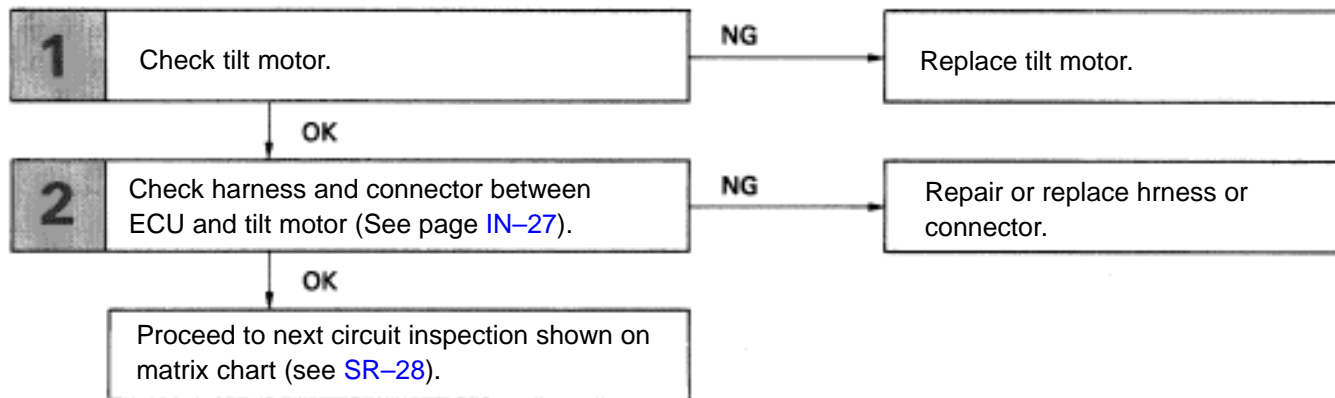 1
Check tilt motor.
NG
Replace tilt motor.
OK
2
Check harness and connector between
ECU and tilt motor (See page IN–27).
NG
Repair or replace hrness or
connector.
OK
Proceed to next circuit inspection shown on
matrix chart (see SR–28).